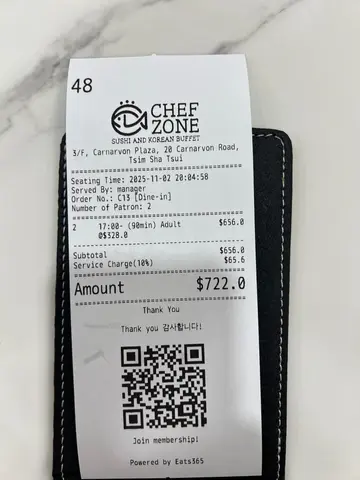 48
CHEF
ZONE
SUSHI AND KOREAN BUFFET
3/F, Carnarvon Plaza, 20 Carnarvon Road,
Tsim Sha Tsui
Seating Time: 2025-11-02 20:04:58
Served By: manager
Order No.: C13 [Dine-in]
Number of Patron: 2
2 17:00- (90min) Adult $656.0
@$328.0
Subtotal $656.0
Service Charge(10%) $65.6
Amount $722.0
Thank You
Thank you 감사합니다!
Join membership!
Powered by Eats365